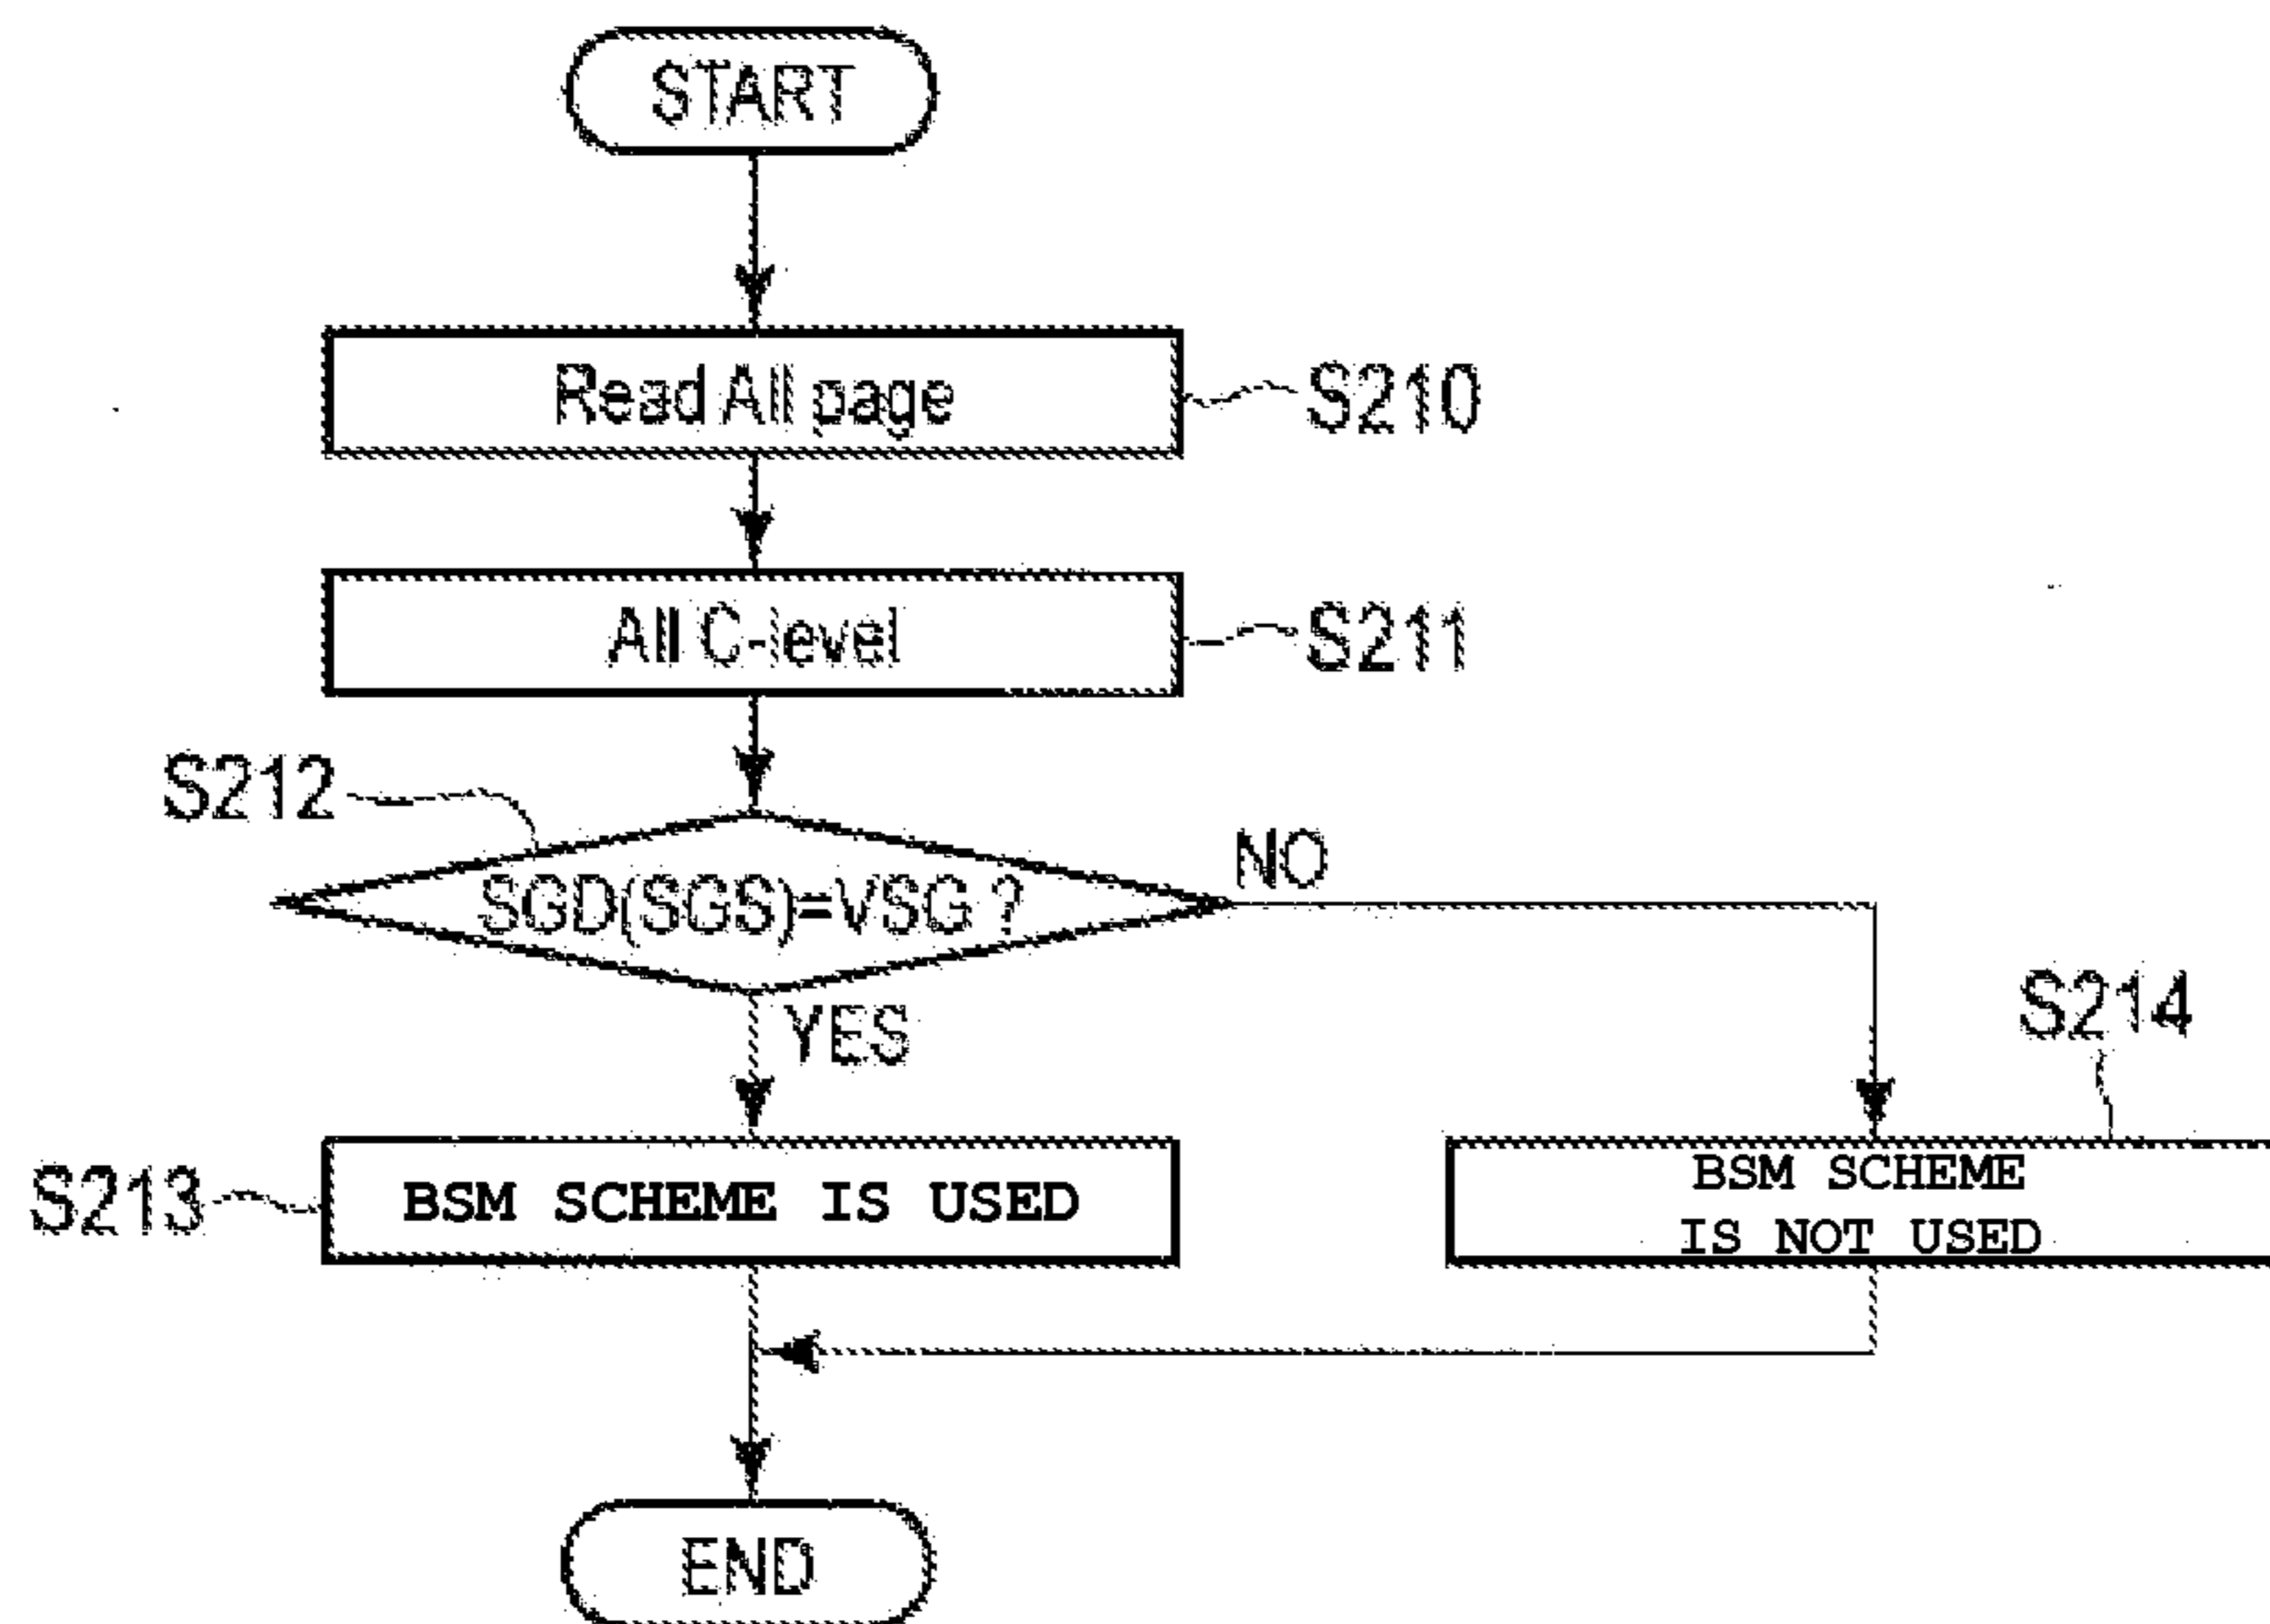 START
Read All page
S210
All C-level
S211
S212
SGD(SGS)=VSG ?
NO
YES
S214
S213
BSM SCHEME IS USED
BSM SCHEME
IS NOT USED
END